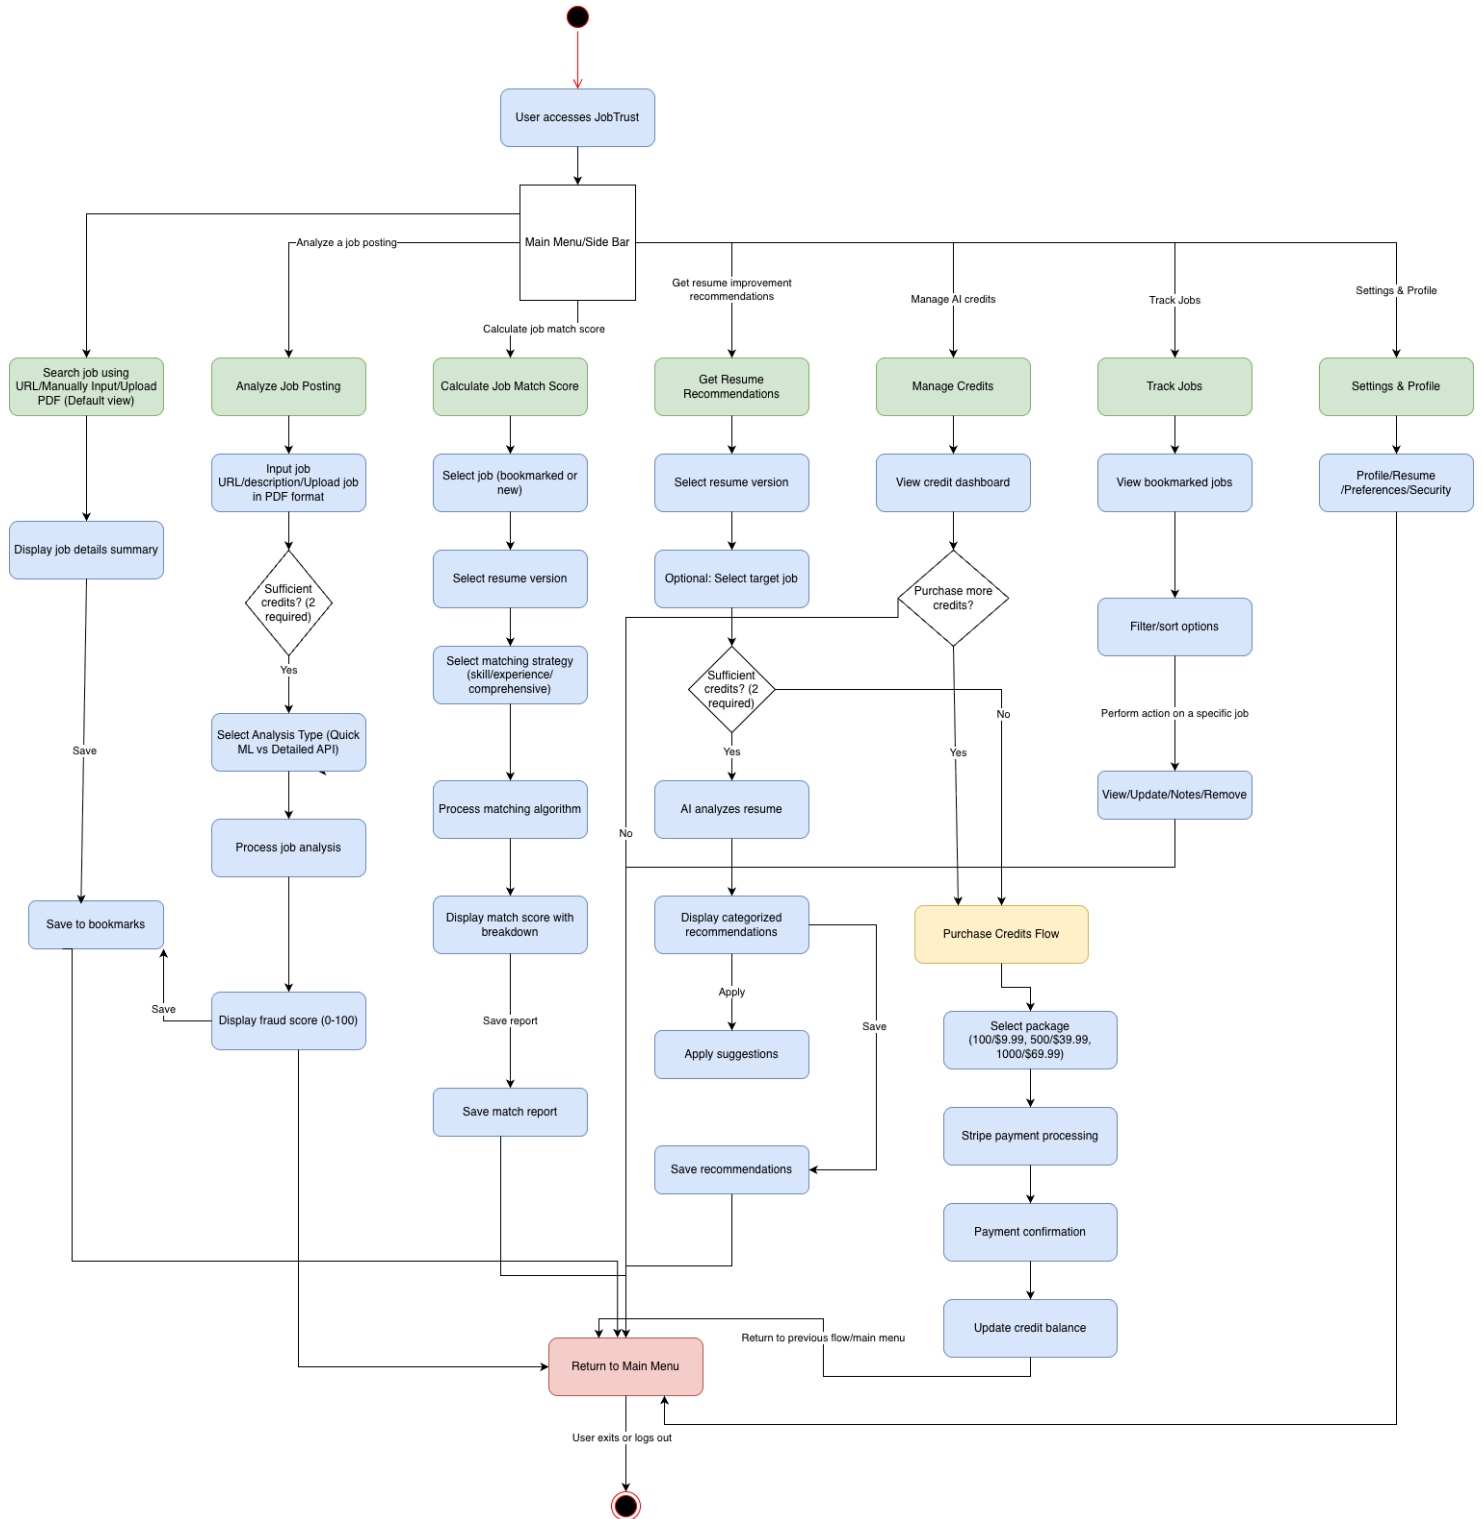 User accesses JobTrust
Main Menu/Side Bar
Analyze a job posting
Calculate job match score
Get resume improvement
recommendations
Manage AI credits
Track Jobs
Settings & Profile
Search job using
URL/Manually Input/Upload
PDF (Default view)
Analyze Job Posting
Calculate Job Match Score
Get Resume
Recommendations
Manage Credits
Track Jobs
Settings & Profile
Input job
URL/description/Upload job
in PDF format
Select job (bookmarked or
new)
Select resume version
View credit dashboard
View bookmarked jobs
Profile/Resume
/Preferences/Security
Display job details summary
Sufficient
credits? (2
required)
Select resume version
Optional: Select target job
Purchase more
credits?
Filter/sort options
Yes
Select matching strategy
(skill/experience/
comprehensive)
Sufficient
credits? (2
required)
No
Perform action on a specific job
Save
Select Analysis Type (Quick
ML vs Detailed API)
Yes
Yes
View/Update/Notes/Remove
Process matching algorithm
AI analyzes resume
No
Process job analysis
Save to bookmarks
Display match score with
breakdown
Display categorized
recommendations
Purchase Credits Flow
Apply
Save
Display fraud score (0-100)
Save report
Save
Select package
(100/$9.99, 500/$39.99,
1000/$69.99)
Apply suggestions
Save match report
Stripe payment processing
Save recommendations
Payment confirmation
Update credit balance
Return to previous flow/main menu
Return to Main Menu
User exits or logs out